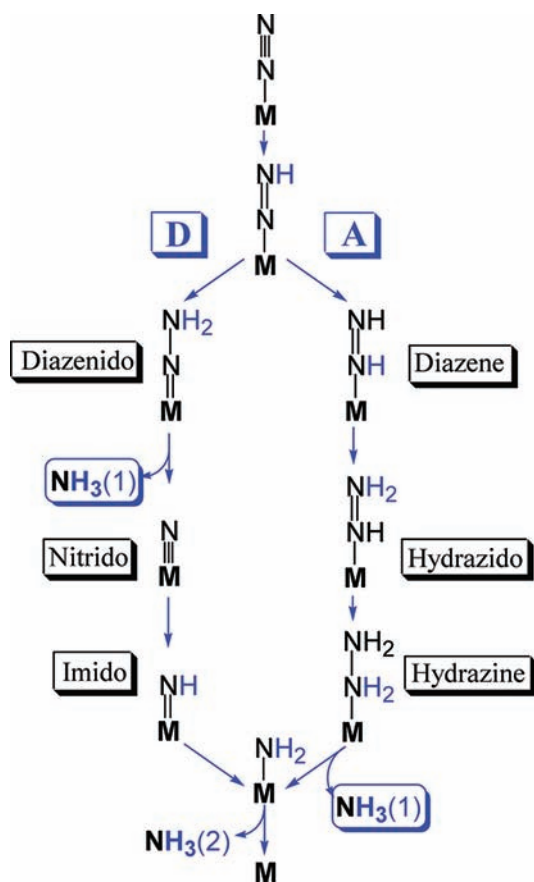 N
N
M
NH
N
M
D
A
NH₂
N
M
Diazenido
NH
NH
M
Diazene
NH₃(1)
N
M
Nitrido
NH₂
NH
M
Hydrazido
NH
M
Imido
NH₂
NH₂
M
Hydrazine
NH₂
M
NH₃(1)
NH₃(2)
M